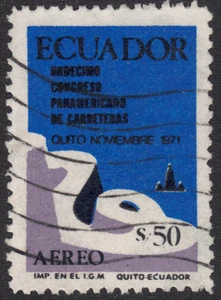 ECUADOR
UNDECIMO
CONGRESO
PANAMERICANO
DE CARRETERAS
QUITO NOVIEMBRE 1971
S/.50
AEREO
IMP. EN EL I.G.M. QUITO-ECUADOR